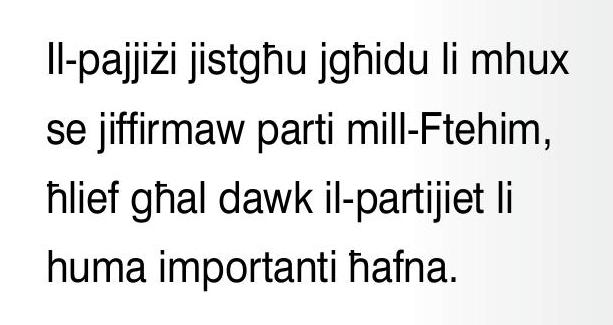 Il-pajjiżi jistgħu jgħidu li mhux
se jiffirmaw parti mill-Ftehim,
ħlief għal dawk il-partijiet li
huma importanti ħafna.